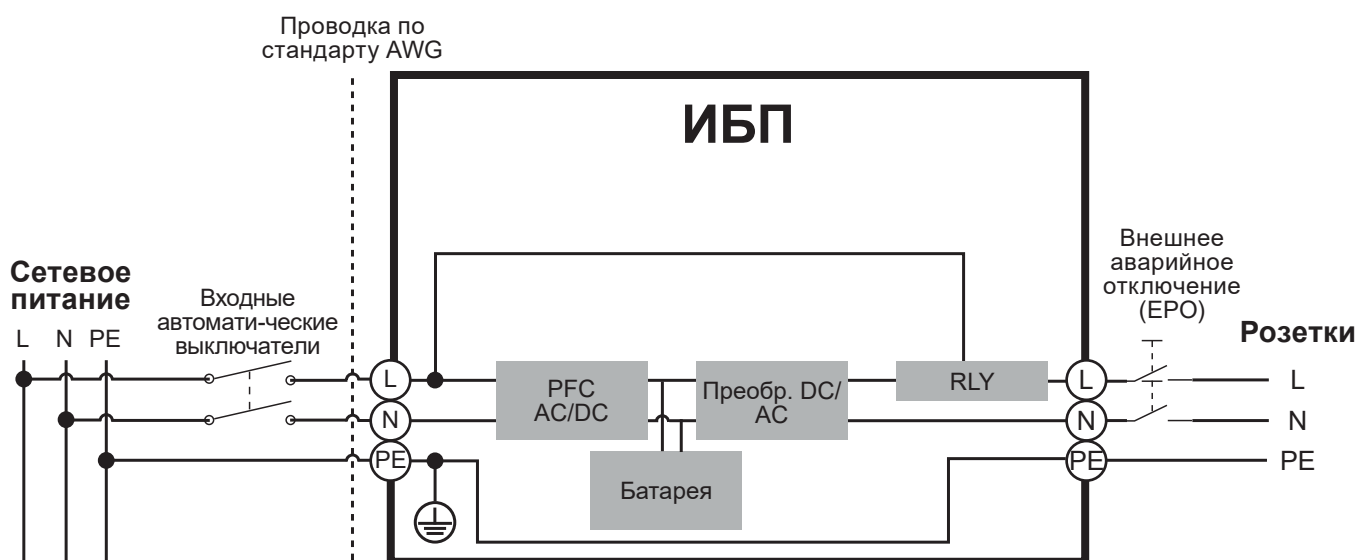 Проводка по
стандарту AWG
ИБП
Внешнее
аварийное
отключение
(EPO)
Сетевое
питание
Входные
автомати-ческие
выключатели
Розетки
L N PE
L
PFC
AC/DC
Преобр. DC/
AC
RLY
L
L
N
N
N
PE
PE
PE
Батарея